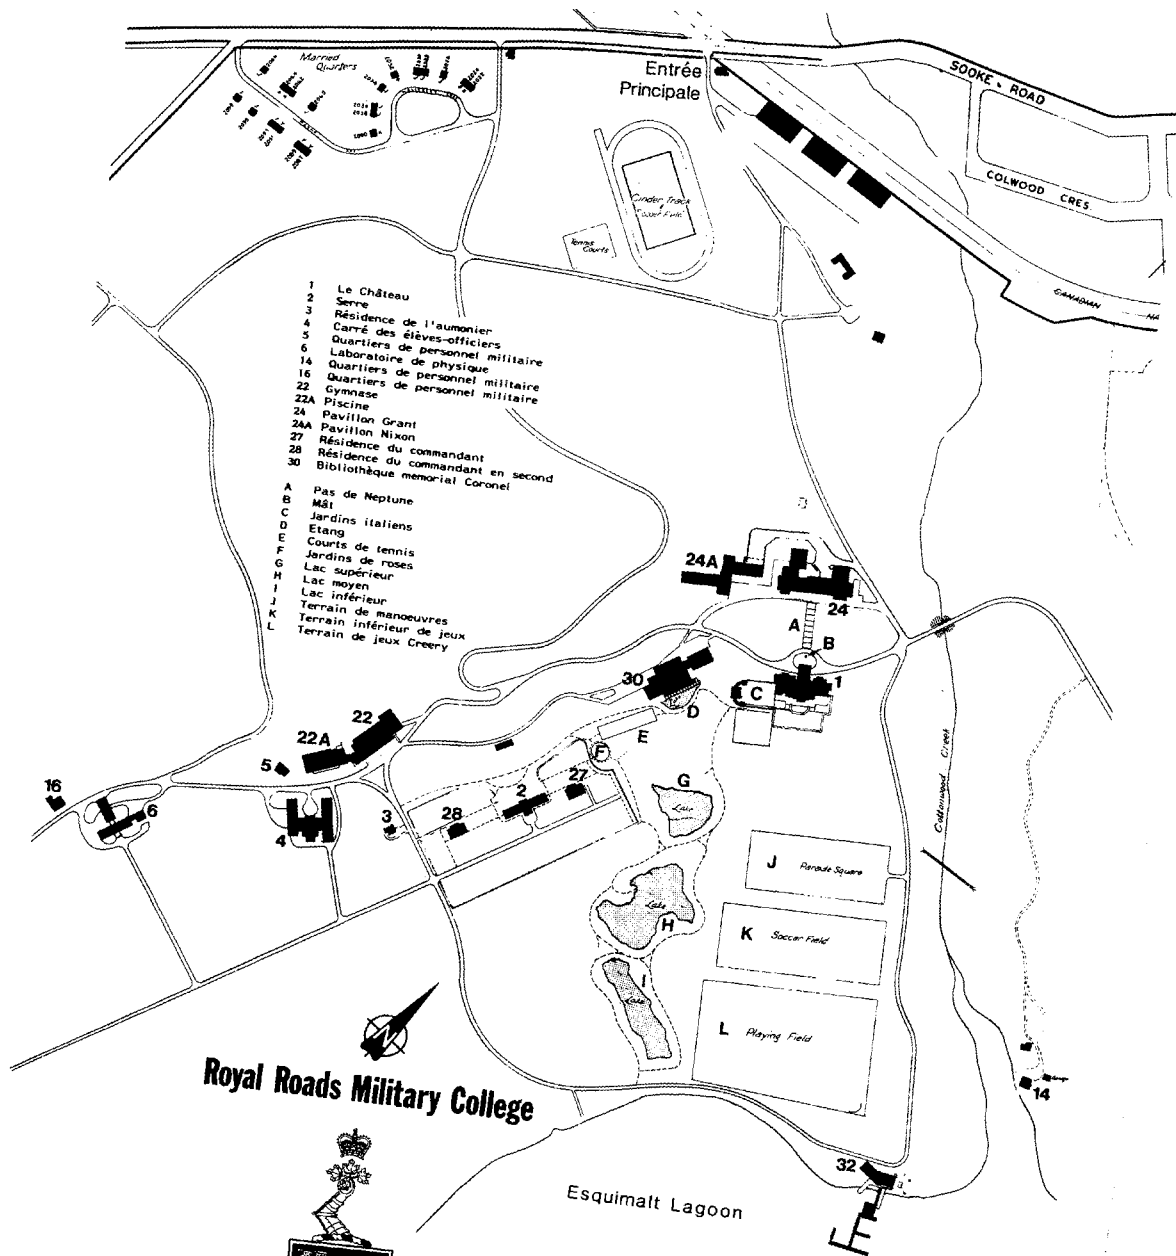 Married
Quarters
Entrée
Principale
SOOKE ROAD
COLWOOD CRES.
CANADIAN
NA
Cinder Track
Soccer Field
Tennis
Courts
1 Le Château
2 Serre
3 Résidence de l'aumonier
4 Carré des élèves-officiers
5 Quartiers de personnel militaire
6 Laboratoire de physique
14 Quartiers de personnel militaire
16 Quartiers de personnel militaire
22 Gymnase
22A Piscine
24 Pavillon Grant
24A Pavillon Nixon
27 Résidence du commandant
28 Résidence du commandant en second
30 Bibliothèque memorial Coronel
A Pas de Neptune
B Mât
C Jardins italiens
D Etang
E Courts de tennis
F Jardins de roses
G Lac supérieur
H Lac moyen
I Lac inférieur
J Terrain de manoeuvres
K Terrain inférieur de jeux
L Terrain de jeux Creery
24A
24
A
B
30
1
C
D
E
22
22A
5
F
16
6
4
3
28
2
27
G
Lake
Cottonwood Creek
J Parade Square
Lake
H
K Soccer Field
I
Lake
L Playing Field
14
Royal Roads Military College
32
Esquimalt Lagoon